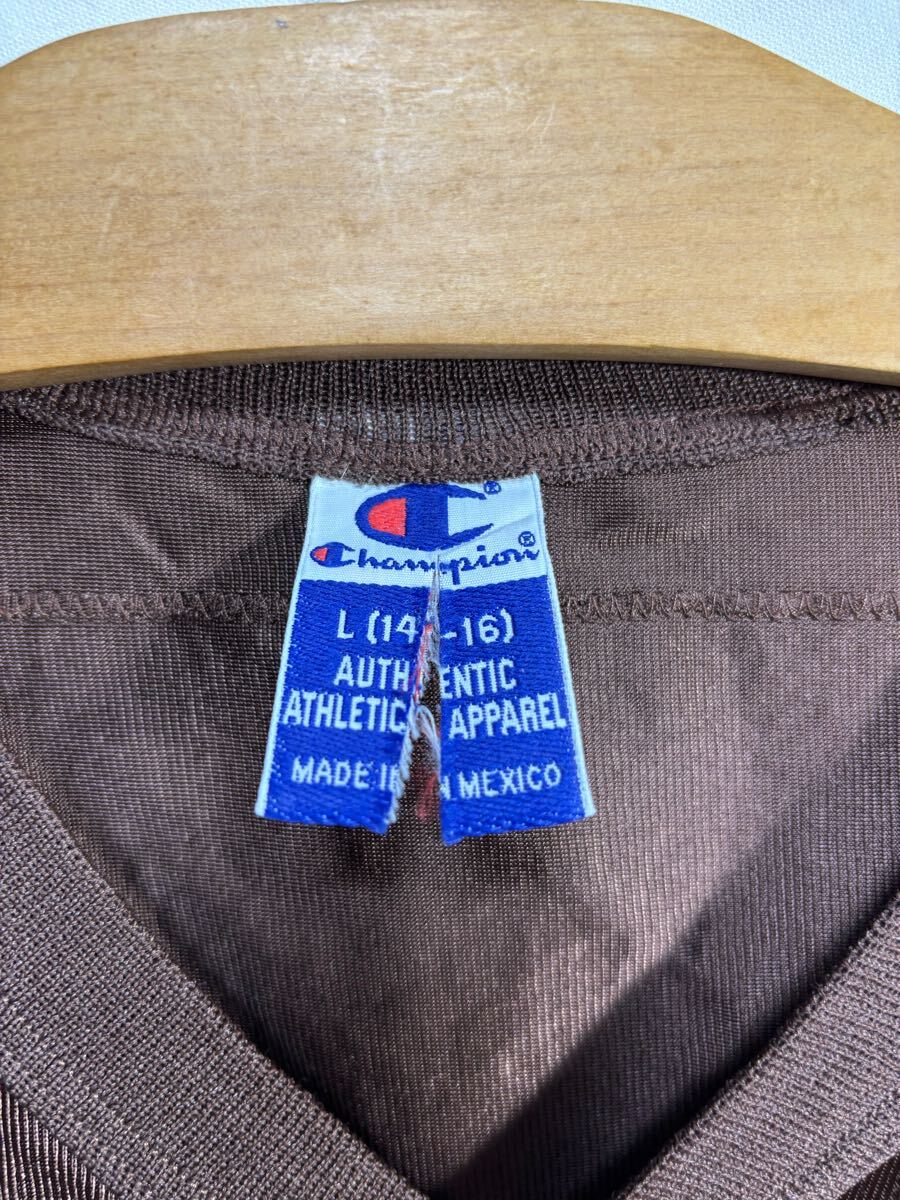 Champion®
L (14-16)
AUTHENTIC
ATHLETIC APPAREL
MADE IN MEXICO